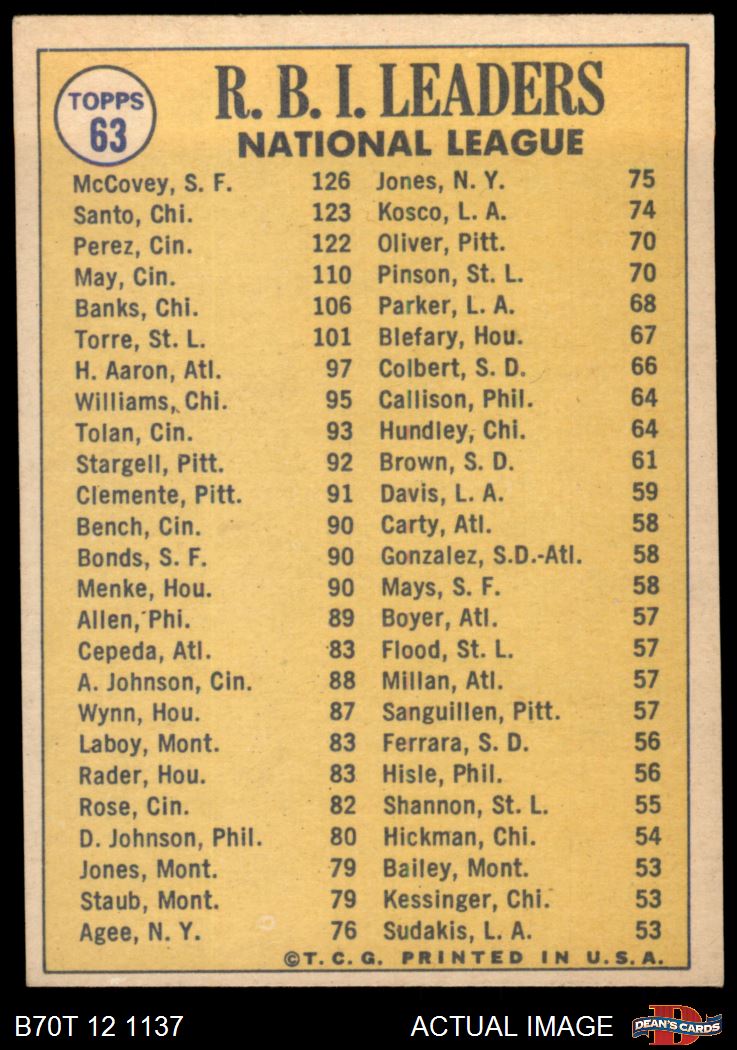 TOPPS
63
R. B. I. LEADERS
NATIONAL LEAGUE
McCovey, S. F. 126
Santo, Chi. 123
Perez, Cin. 122
May, Cin. 110
Banks, Chi. 106
Torre, St. L. 101
H. Aaron, Atl. 97
Williams, Chi. 95
Tolan, Cin. 93
Stargell, Pitt. 92
Clemente, Pitt. 91
Bench, Cin. 90
Bonds, S. F. 90
Menke, Hou. 90
Allen, Phi. 89
Cepeda, Atl. 83
A. Johnson, Cin. 88
Wynn, Hou. 87
Laboy, Mont. 83
Rader, Hou. 83
Rose, Cin. 82
D. Johnson, Phil. 80
Jones, Mont. 79
Staub, Mont. 79
Agee, N. Y. 76
Jones, N. Y. 75
Kosco, L. A. 74
Oliver, Pitt. 70
Pinson, St. L. 70
Parker, L. A. 68
Blefary, Hou. 67
Colbert, S. D. 66
Callison, Phil. 64
Hundley, Chi. 64
Brown, S. D. 61
Davis, L. A. 59
Carty, Atl. 58
Gonzalez, S.D.-Atl. 58
Mays, S. F. 58
Boyer, Atl. 57
Flood, St. L. 57
Millan, Atl. 57
Sanguillen, Pitt. 57
Ferrara, S. D. 56
Hisle, Phil. 56
Shannon, St. L. 55
Hickman, Chi. 54
Bailey, Mont. 53
Kessinger, Chi. 53
Sudakis, L. A. 53
©T. C. G. PRINTED IN U. S. A.
B70T 12 1137
ACTUAL IMAGE
D
DEAN'S CARDS